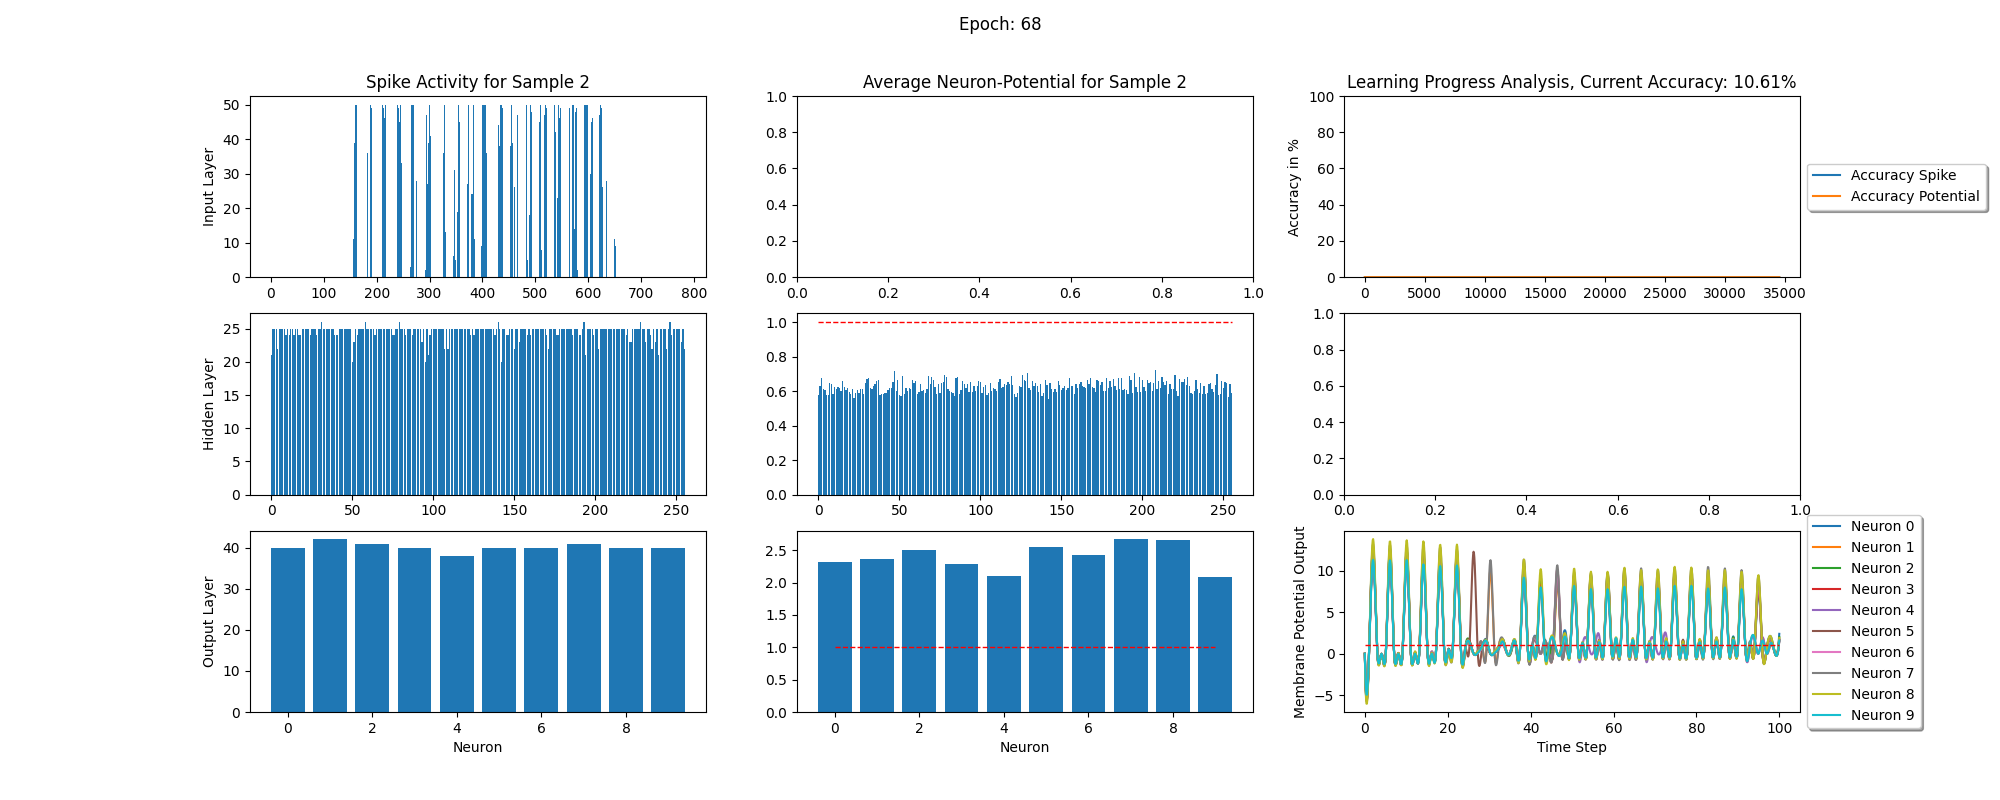 Epoch: 68
Spike Activity for Sample 2
Average Neuron-Potential for Sample 2
Learning Progress Analysis, Current Accuracy: 10.61%
Input Layer
50
40
30
20
10
0
0 100 200 300 400 500 600 700 800
1.0
0.8
0.6
0.4
0.2
0.0
0.0 0.2 0.4 0.6 0.8 1.0
Accuracy in %
100
80
60
40
20
0
0 5000 10000 15000 20000 25000 30000 35000
Accuracy Spike
Accuracy Potential
Hidden Layer
25
20
15
10
5
0
0 50 100 150 200 250
1.0
0.8
0.6
0.4
0.2
0.0
0 50 100 150 200 250
1.0
0.8
0.6
0.4
0.2
0.0
0.0 0.2 0.4 0.6 0.8 1.0
Output Layer
40
30
20
10
0
0 2 4 6 8
Neuron
2.5
2.0
1.5
1.0
0.5
0.0
0 2 4 6 8
Neuron
Membrane Potential Output
10
5
0
−5
0 20 40 60 80 100
Time Step
Neuron 0
Neuron 1
Neuron 2
Neuron 3
Neuron 4
Neuron 5
Neuron 6
Neuron 7
Neuron 8
Neuron 9